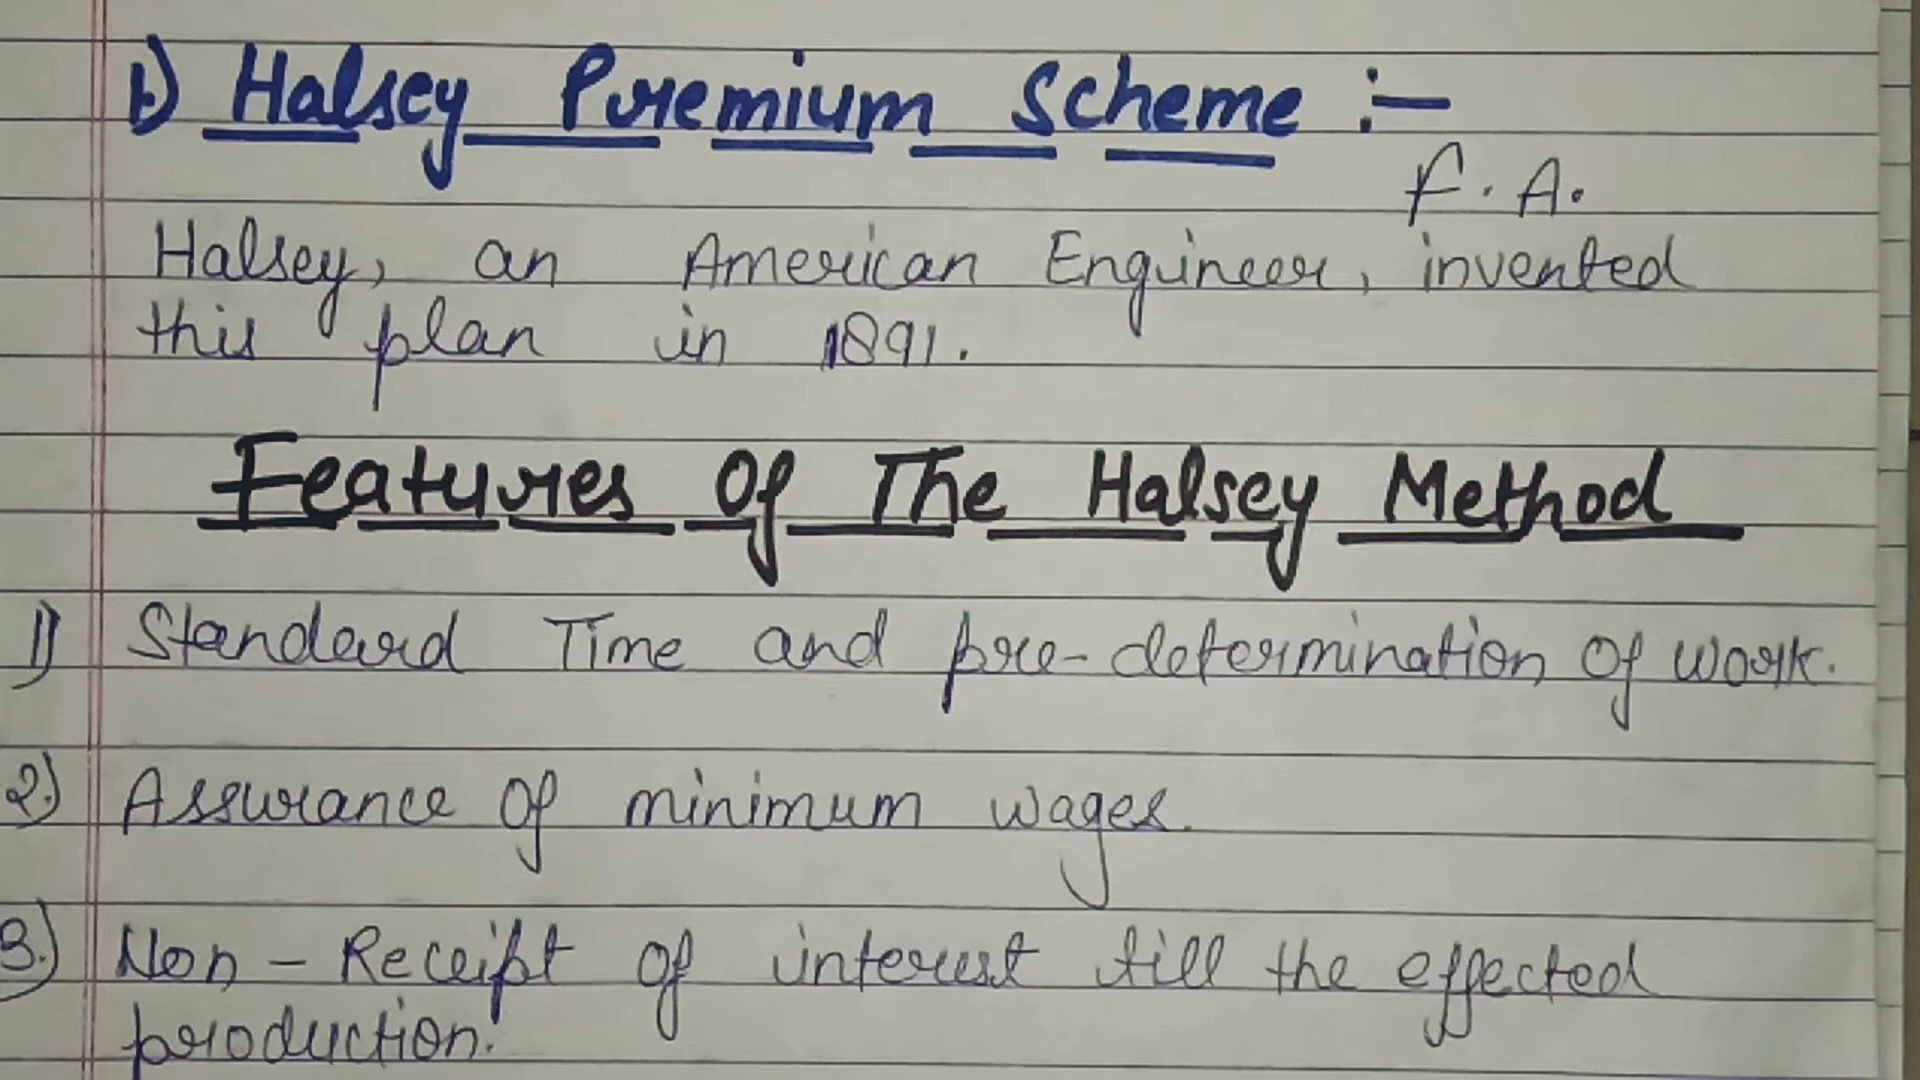 1.) Halsey Premium Scheme :-
F. A.
Halsey, an American Engineer, invented
this plan in 1891.
Features Of The Halsey Method
1) Standard Time and pre-determination of work.
2.) Assurance of minimum wages.
3.) Non-Receipt of interest till the effected
production.